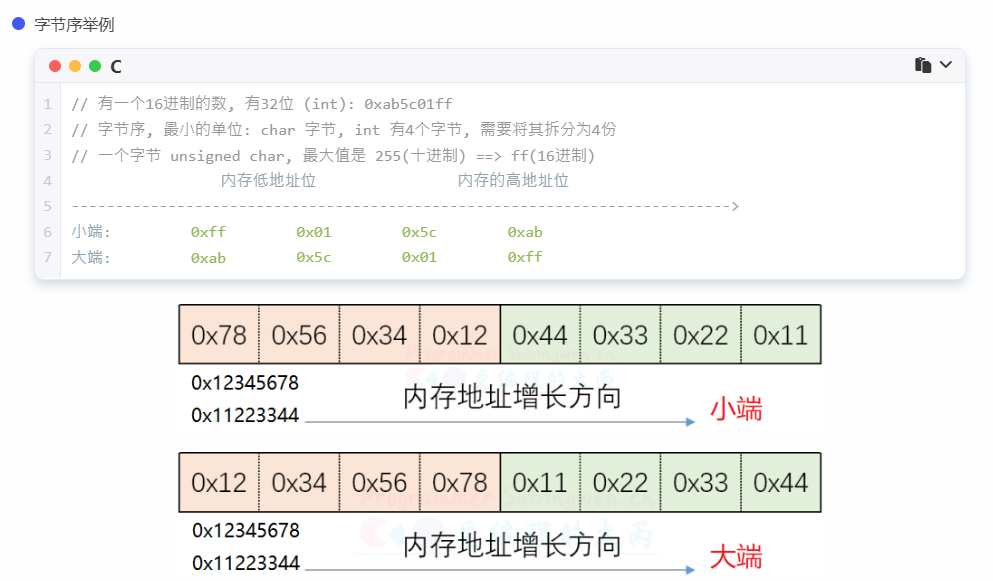 字节序举例
C
1 // 有一个16进制的数, 有32位 (int): 0xab5c01ff
2 // 字节序, 最小的单位: char 字节, int 有4个字节, 需要将其拆分为4份
3 // 一个字节 unsigned char, 最大值是 255(十进制) ==> ff(16进制)
4 内存低地址位 内存的高地址位
5 --------------------------------------------------------------------------->
6 小端: 0xff 0x01 0x5c 0xab
7 大端: 0xab 0x5c 0x01 0xff
0x78 0x56 0x34 0x12 0x44 0x33 0x22 0x11
0x12345678
0x11223344 内存地址增长方向 小端
0x12 0x34 0x56 0x78 0x11 0x22 0x33 0x44
0x12345678
0x11223344 内存地址增长方向 大端